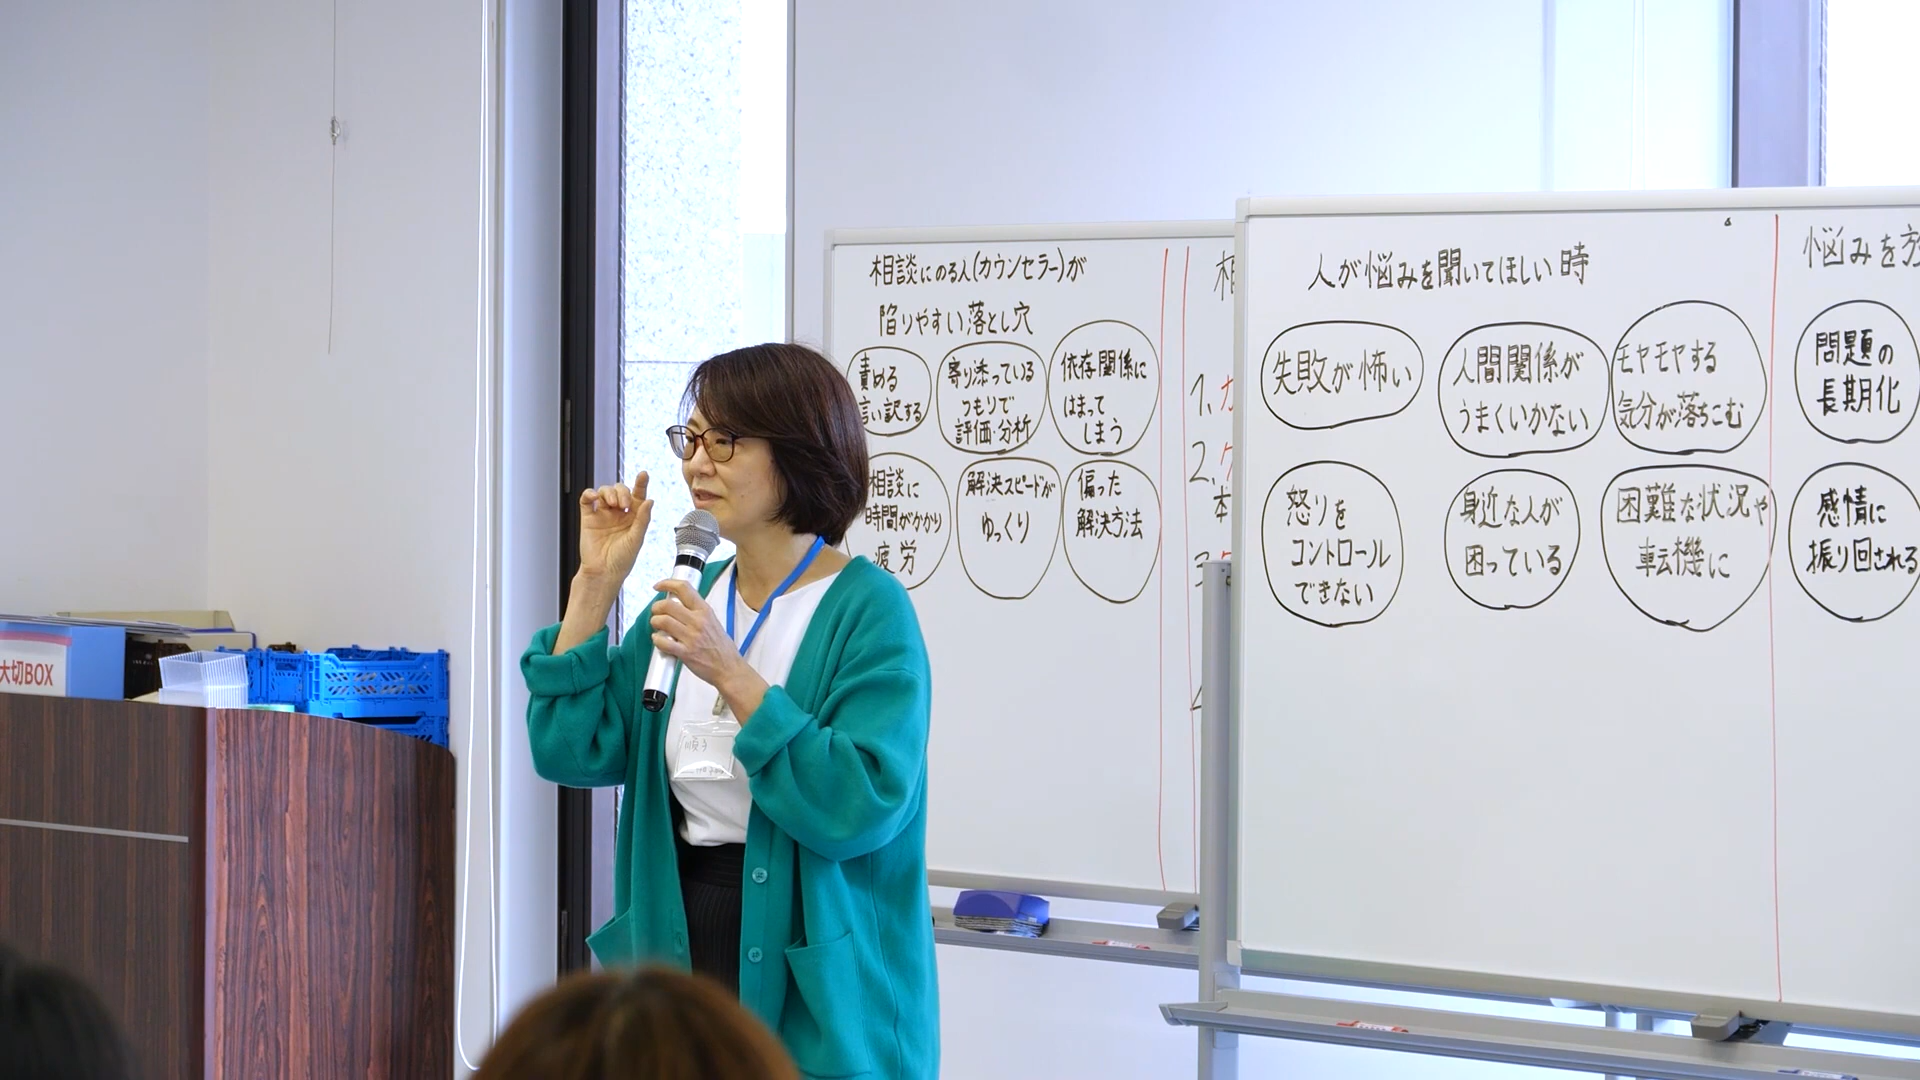 相談にのる人(カウンセラー)が
陥りやすい落とし穴
責める
言い訳する
寄り添っている
つもりで
評価・分析
依存関係に
はまって
しまう
相談に
時間がかかり
疲労
解決スピードが
ゆっくり
偏った
解決方法
1.
2.
本
3
人が悩みを聞いてほしい時
失敗が怖い
人間関係が
うまくいかない
モヤモヤする
気分が落ちこむ
怒りを
コントロール
できない
身近な人が
困っている
困難な状況や
転機に
悩みを
問題の
長期化
感情に
振り回される
大切BOX
順子